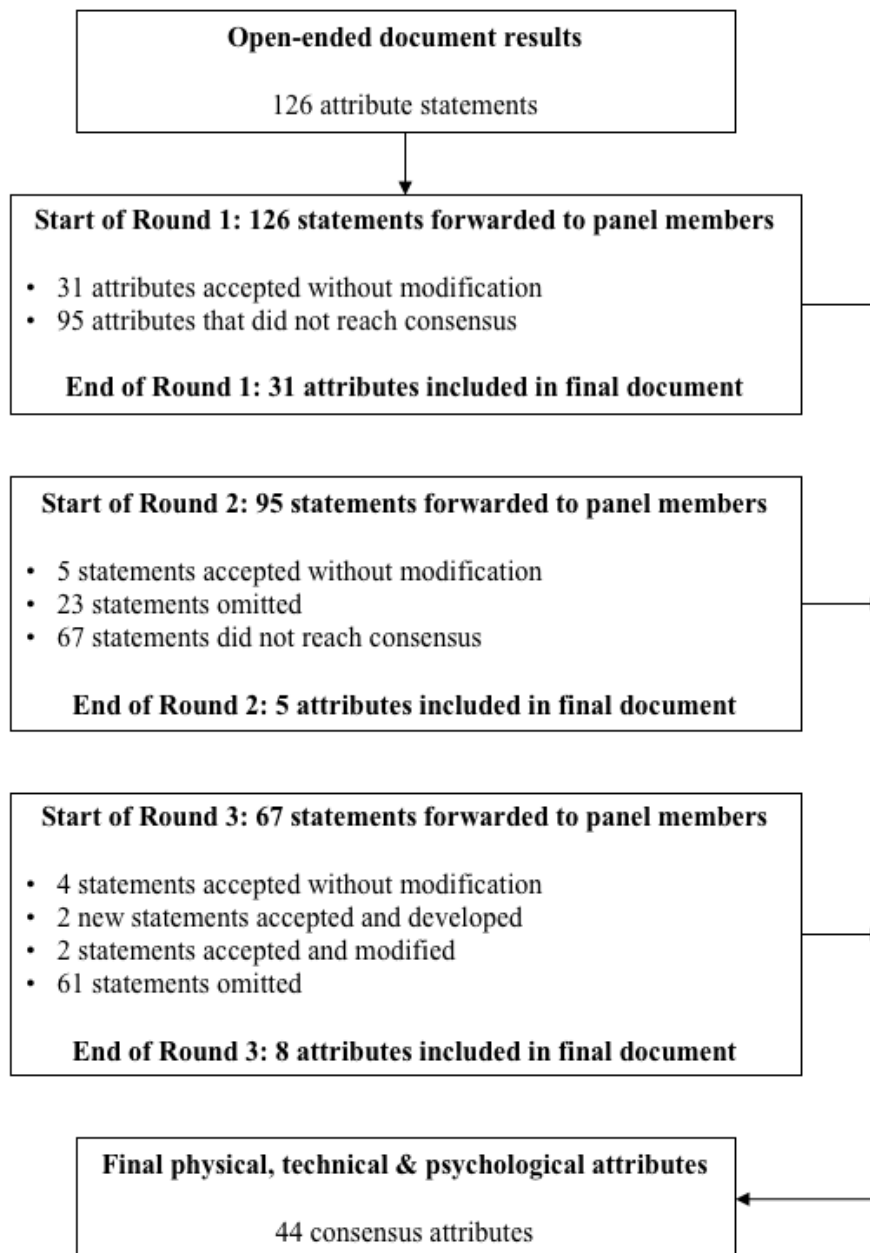 Open-ended document results
126 attribute statements
Start of Round 1: 126 statements forwarded to panel members
• 31 attributes accepted without modification
• 95 attributes that did not reach consensus
End of Round 1: 31 attributes included in final document
Start of Round 2: 95 statements forwarded to panel members
• 5 statements accepted without modification
• 23 statements omitted
• 67 statements did not reach consensus
End of Round 2: 5 attributes included in final document
Start of Round 3: 67 statements forwarded to panel members
• 4 statements accepted without modification
• 2 new statements accepted and developed
• 2 statements accepted and modified
• 61 statements omitted
End of Round 3: 8 attributes included in final document
Final physical, technical & psychological attributes
44 consensus attributes